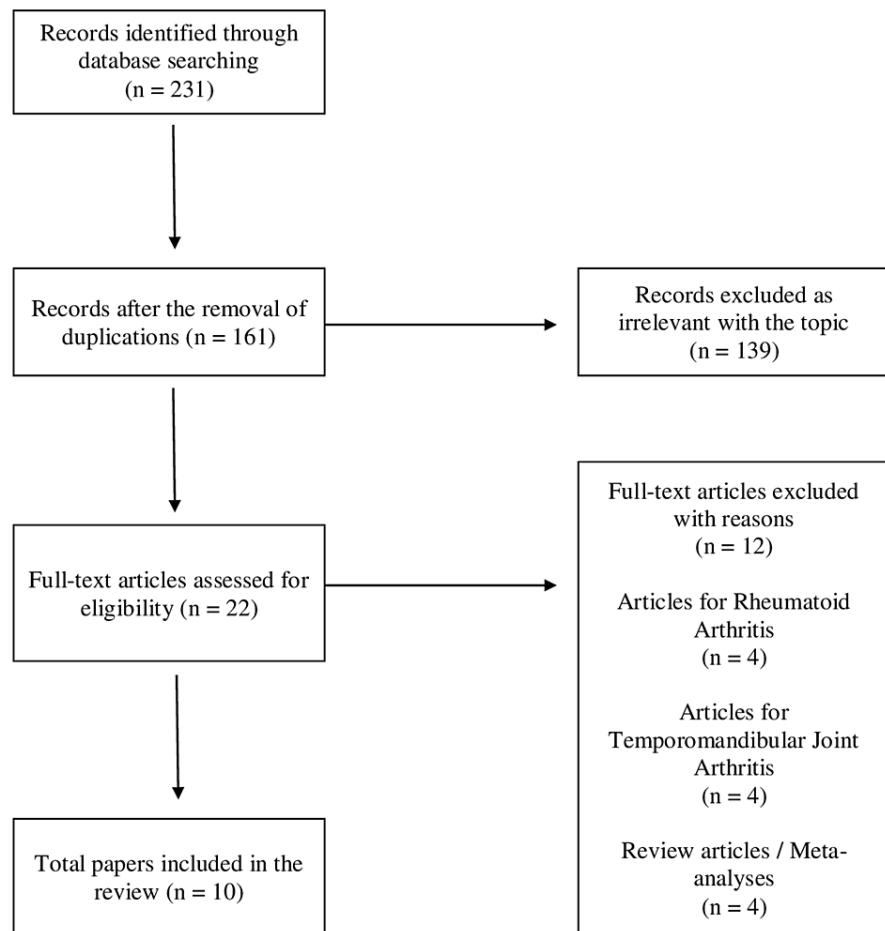 Records identified through
database searching
(n = 231)
Records after the removal of
duplications (n = 161)
Records excluded as
irrelevant with the topic
(n = 139)
Full-text articles assessed for
eligibility (n = 22)
Full-text articles excluded
with reasons
(n = 12)
Articles for Rheumatoid
Arthritis
(n = 4)
Articles for
Temporomandibular Joint
Arthritis
(n = 4)
Review articles / Meta-
analyses
(n = 4)
Total papers included in the
review (n = 10)